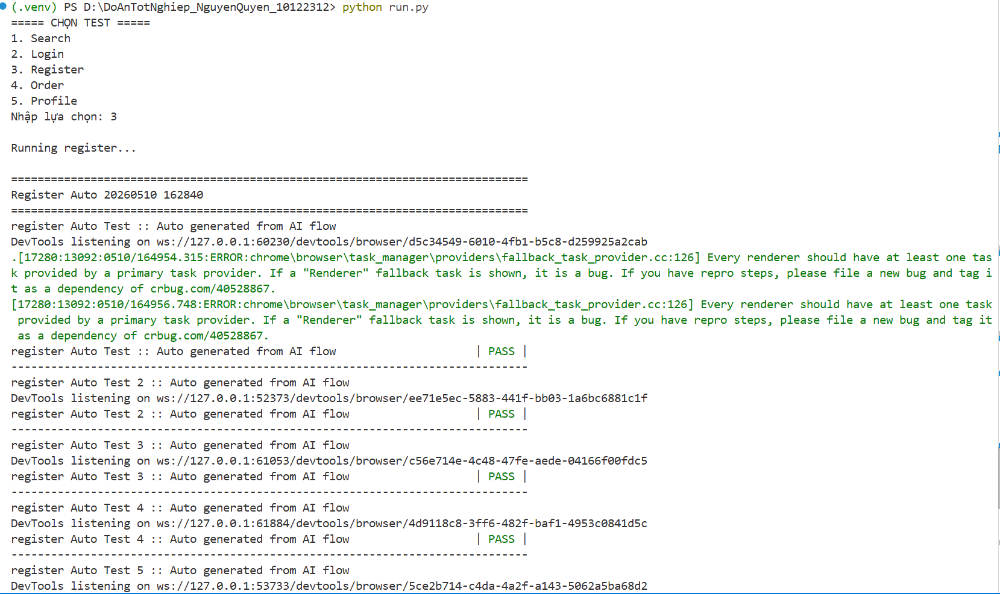 (.venv) PS D:\DoAnTotNghiep_NguyenQuyen_10122312> python run.py
===== CHỌN TEST =====
1. Search
2. Login
3. Register
4. Order
5. Profile
Nhập lựa chọn: 3
Running register...
==============================================================================
Register Auto 20260510 162840
==============================================================================
register Auto Test :: Auto generated from AI flow
DevTools listening on ws://127.0.0.1:60230/devtools/browser/d5c34549-6010-4fb1-b5c8-d259925a2cab
.[17280:13092:0510/164954.315:ERROR:chrome\browser\task_manager\providers\fallback_task_provider.cc:126] Every renderer should have at least one tas
k provided by a primary task provider. If a "Renderer" fallback task is shown, it is a bug. If you have repro steps, please file a new bug and tag i
t as a dependency of crbug.com/40528867.
[17280:13092:0510/164956.748:ERROR:chrome\browser\task_manager\providers\fallback_task_provider.cc:126] Every renderer should have at least one task
 provided by a primary task provider. If a "Renderer" fallback task is shown, it is a bug. If you have repro steps, please file a new bug and tag it
 as a dependency of crbug.com/40528867.
register Auto Test :: Auto generated from AI flow                     | PASS |
------------------------------------------------------------------------------
register Auto Test 2 :: Auto generated from AI flow
DevTools listening on ws://127.0.0.1:52373/devtools/browser/ee71e5ec-5883-441f-bb03-1a6bc6881c1f
register Auto Test 2 :: Auto generated from AI flow                   | PASS |
------------------------------------------------------------------------------
register Auto Test 3 :: Auto generated from AI flow
DevTools listening on ws://127.0.0.1:61053/devtools/browser/c56e714e-4c48-47fe-aede-04166f00fdc5
register Auto Test 3 :: Auto generated from AI flow                   | PASS |
------------------------------------------------------------------------------
register Auto Test 4 :: Auto generated from AI flow
DevTools listening on ws://127.0.0.1:61884/devtools/browser/4d9118c8-3ff6-482f-baf1-4953c0841d5c
register Auto Test 4 :: Auto generated from AI flow                   | PASS |
------------------------------------------------------------------------------
register Auto Test 5 :: Auto generated from AI flow
DevTools listening on ws://127.0.0.1:53733/devtools/browser/5ce2b714-c4da-4a2f-a143-5062a5ba68d2